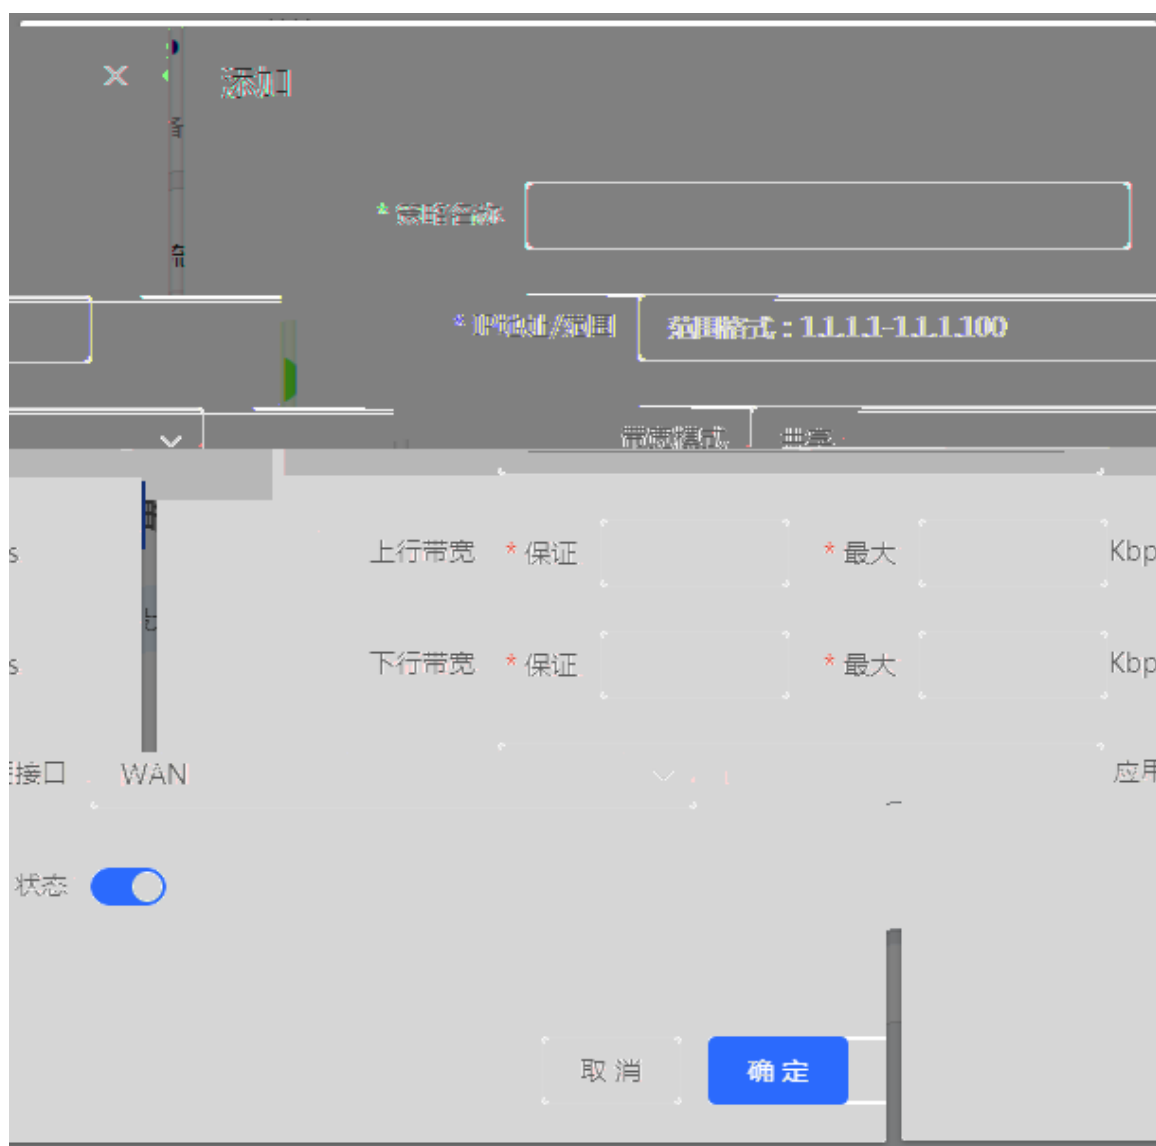 添加
* 策略名称
* IP地址/范围 范围格式：1.1.1.1-1.1.1.100
带宽模式
s 上行带宽 * 保证 * 最大 Kbp
s 下行带宽 * 保证 * 最大 Kbp
接口 WAN 应用
状态
取 消 确 定